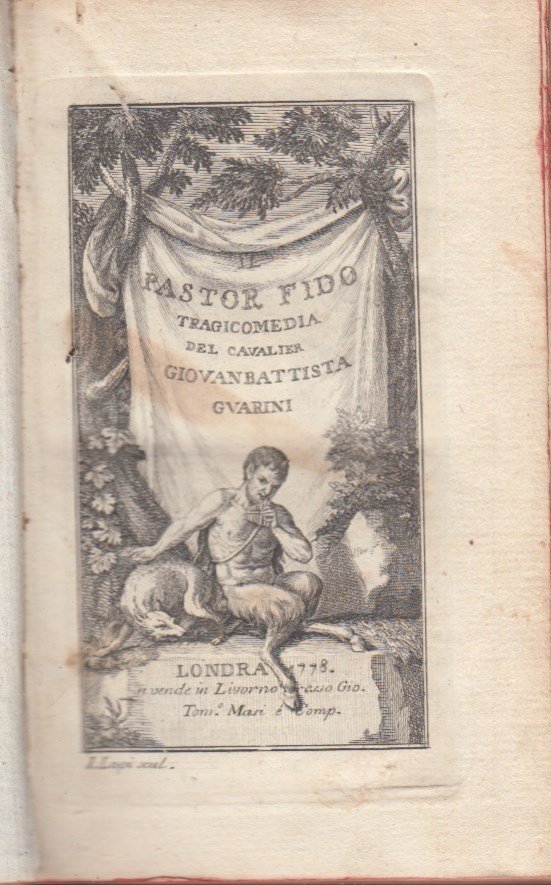 IL
PASTOR FIDO
TRAGICOMEDIA
DEL CAVALIER
GIOVANBATTISTA
GVARINI
LONDRA 1778.
si vende in Livorno presso Gio.
Tom.º Masi é Comp.
scul.